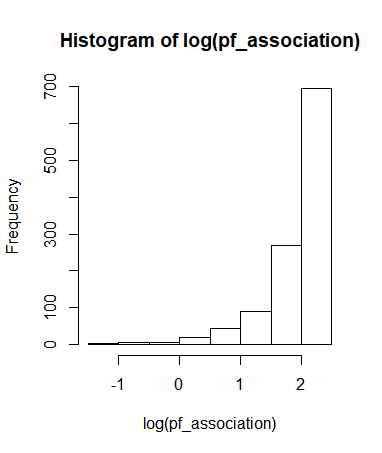 Histogram of log(pf_association)
Frequency
700
500
300
100
0
-1 0 1 2
log(pf_association)